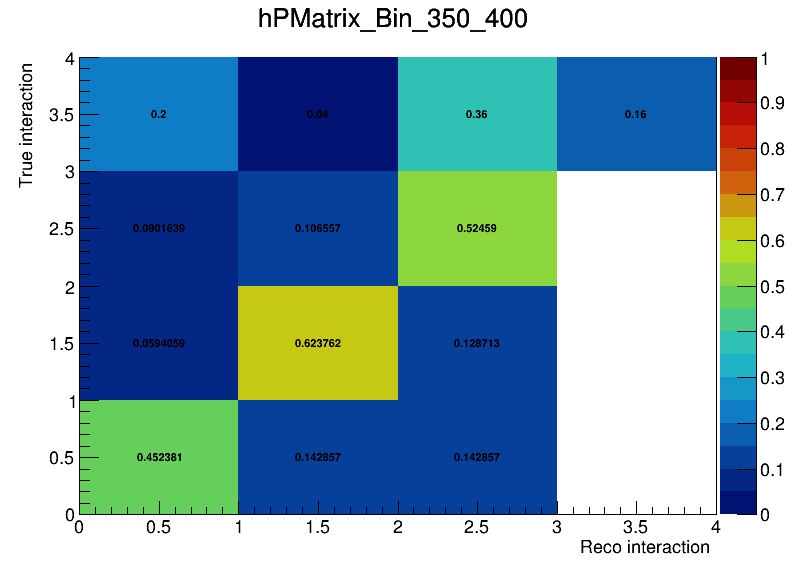 hPMatrix_Bin_350_400
True interaction
4
3.5
3
2.5
2
1.5
1
0.5
0
0.2 0.04 0.36 0.16
0.0901639 0.106557 0.52459
0.0594059 0.623762 0.128713
0.452381 0.142857 0.142857
0 0.5 1 1.5 2 2.5 3 3.5 4
Reco interaction
1
0.9
0.8
0.7
0.6
0.5
0.4
0.3
0.2
0.1
0